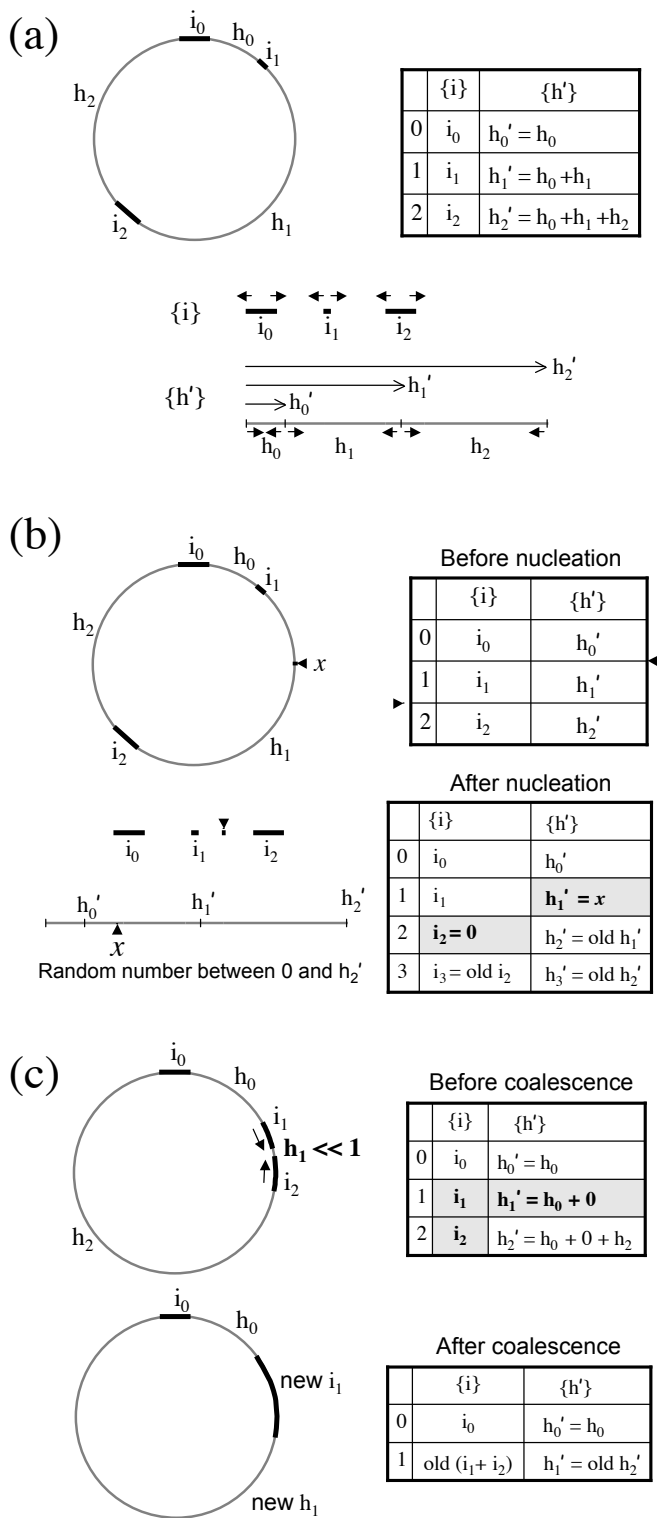 (a)
i₀
h₀
i₁
h₂
i₂
h₁
{i} {h′}
0 i₀ h₀′ = h₀
1 i₁ h₁′ = h₀ +h₁
2 i₂ h₂′ = h₀ +h₁ +h₂
{i}
i₀ i₁ i₂
{h′}
h₂′
h₁′
h₀′
h₀ h₁ h₂
(b)
i₀
h₀
i₁
h₂
x
i₂
h₁
Before nucleation
{i} {h′}
0 i₀ h₀′
1 i₁ h₁′
2 i₂ h₂′
i₀ i₁ i₂
h₀′ h₁′ h₂′
x
Random number between 0 and h₂′
After nucleation
{i} {h′}
0 i₀ h₀′
1 i₁ h₁′ = x
2 i₂ = 0 h₂′ = old h₁′
3 i₃ = old i₂ h₃′ = old h₂′
(c)
i₀
h₀
i₁
h₁ << 1
i₂
h₂
Before coalescence
{i} {h′}
0 i₀ h₀′ = h₀
1 i₁ h₁′ = h₀ + 0
2 i₂ h₂′ = h₀ + 0 + h₂
i₀
h₀
new i₁
new h₁
After coalescence
{i} {h′}
0 i₀ h₀′ = h₀
1 old (i₁+ i₂) h₁′ = old h₂′